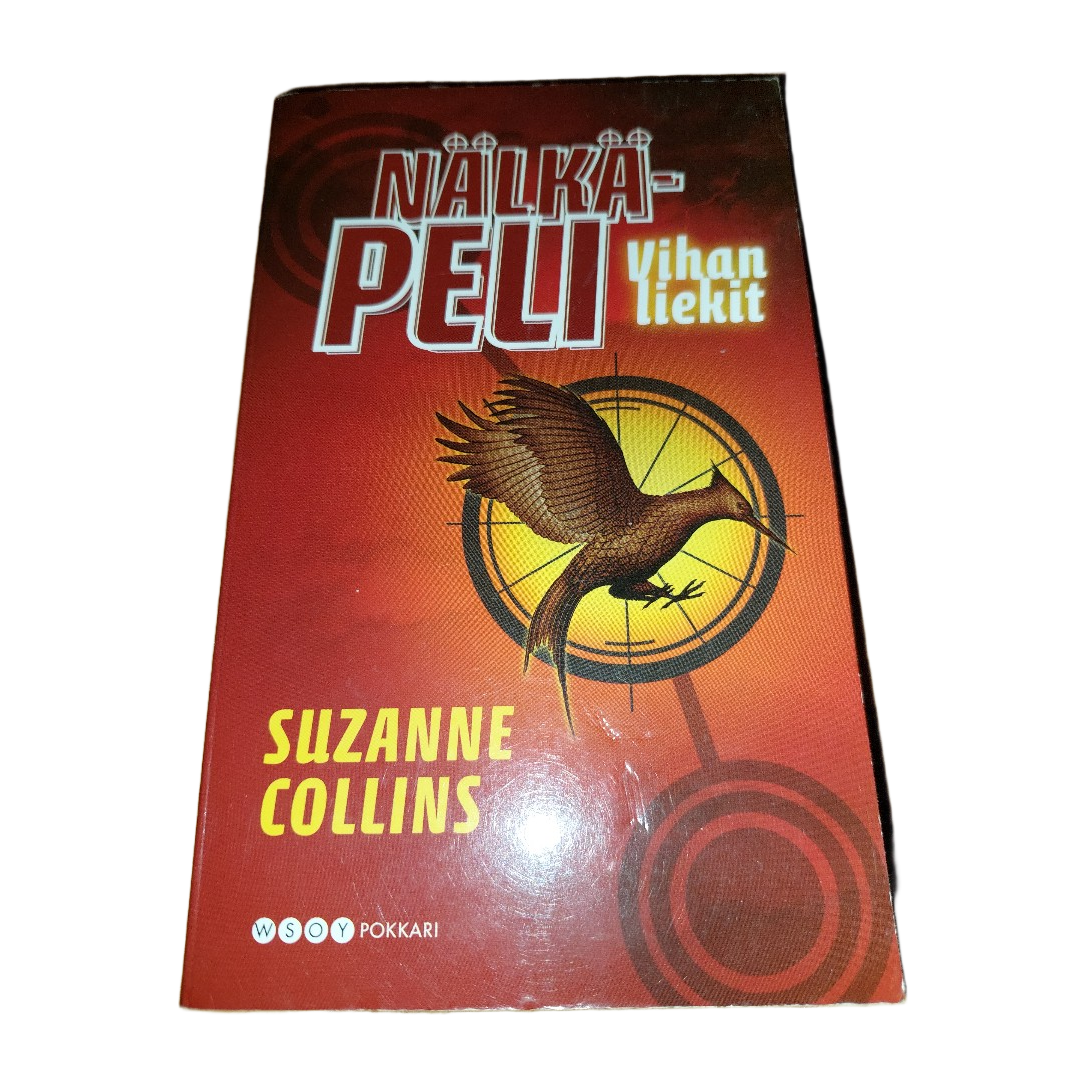 NÄLKÄ-
PELI
Vihan
liekit
SUZANNE
COLLINS
WSOY POKKARI